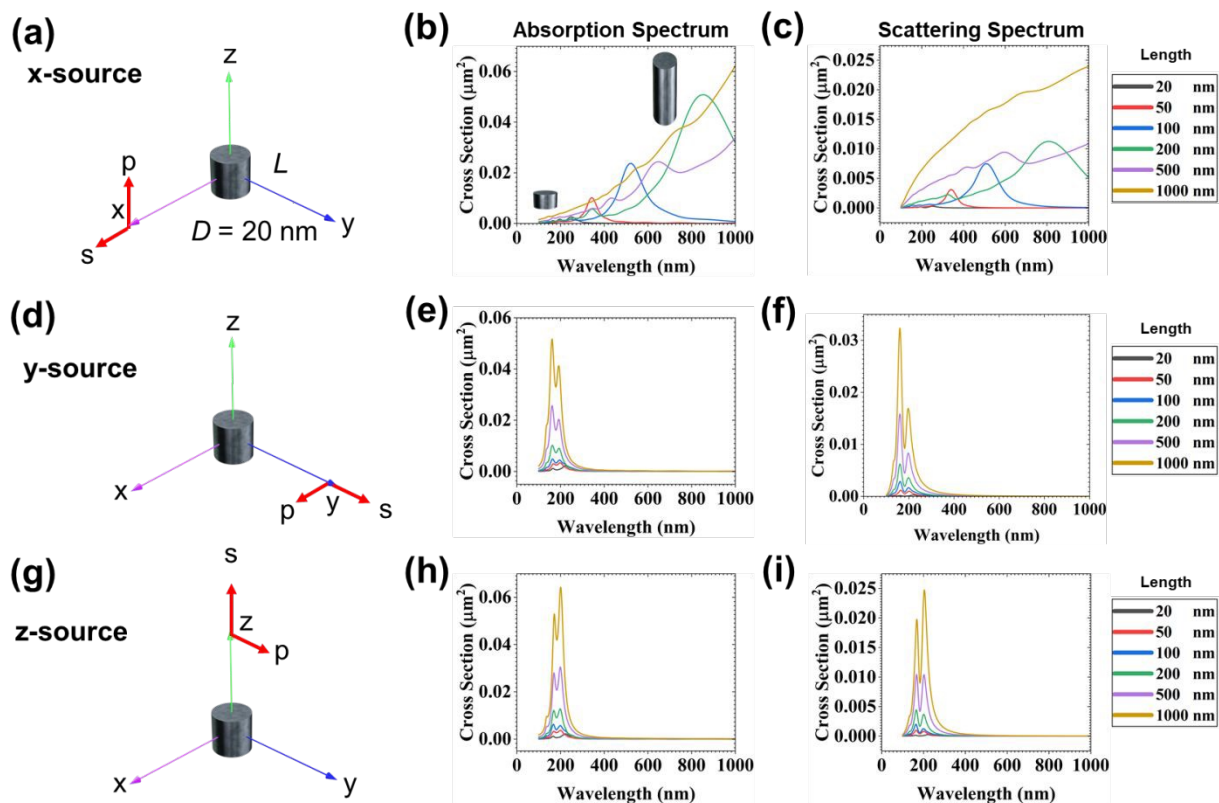 (a)
x-source
z
p
x
s
L
y
D = 20 nm
(b)
Absorption Spectrum
Cross Section (μm²)
0.06
0.04
0.02
0.00
0 200 400 600 800 1000
Wavelength (nm)
(c)
Scattering Spectrum
Cross Section (μm²)
0.025
0.020
0.015
0.010
0.005
0.000
0 200 400 600 800 1000
Wavelength (nm)
Length
20 nm
50 nm
100 nm
200 nm
500 nm
1000 nm
(d)
y-source
z
x
p
y
s
(e)
Cross Section (μm²)
0.06
0.04
0.02
0.00
0 200 400 600 800 1000
Wavelength (nm)
(f)
Cross Section (μm²)
0.03
0.02
0.01
0.00
0 200 400 600 800 1000
Wavelength (nm)
Length
20 nm
50 nm
100 nm
200 nm
500 nm
1000 nm
(g)
z-source
s
z
p
x
y
(h)
Cross Section (μm²)
0.06
0.04
0.02
0.00
0 200 400 600 800 1000
Wavelength (nm)
(i)
Cross Section (μm²)
0.025
0.020
0.015
0.010
0.005
0.000
0 200 400 600 800 1000
Wavelength (nm)
Length
20 nm
50 nm
100 nm
200 nm
500 nm
1000 nm